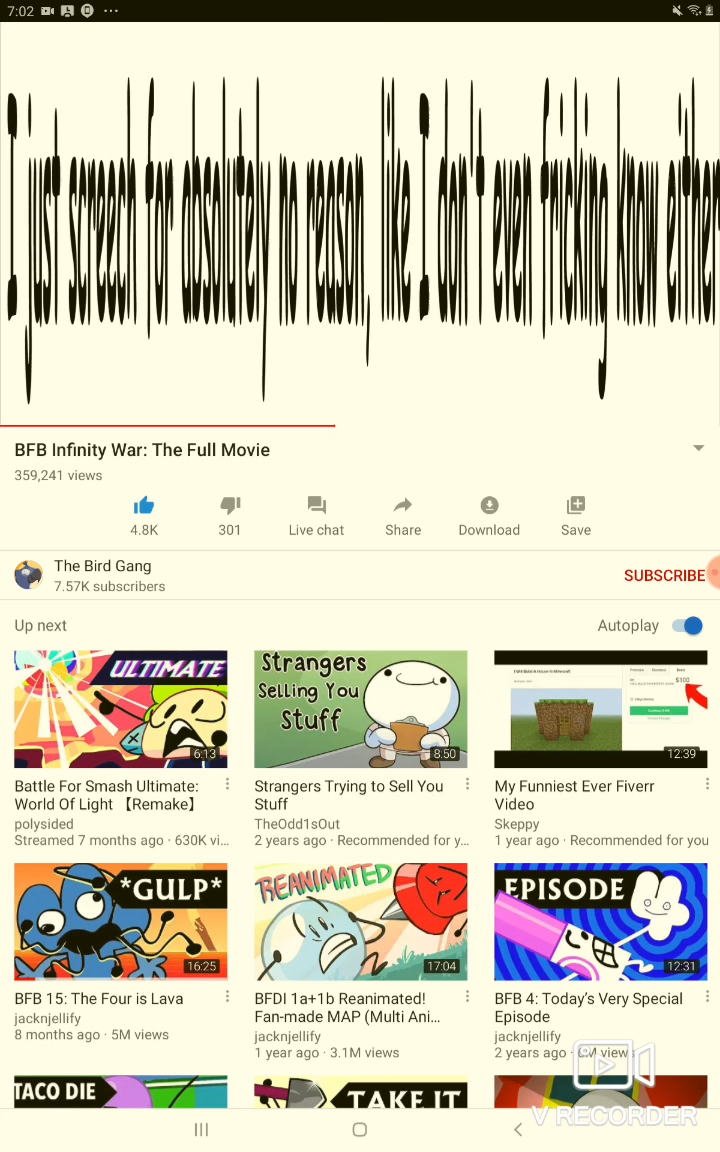 7:02
I just screech for absolutely no reason, like I don't even fricking know either
BFB Infinity War: The Full Movie
359,241 views
4.8K 301 Live chat Share Download Save
The Bird Gang
7.57K subscribers
SUBSCRIBE
Up next
Autoplay
ULTIMATE
6:13
Strangers
Selling You
Stuff
8:50
$100
12:39
Battle For Smash Ultimate:
World Of Light 【Remake】
polysided
Streamed 7 months ago · 630K vi...
Strangers Trying to Sell You
Stuff
TheOdd1sOut
2 years ago · Recommended for y...
My Funniest Ever Fiverr
Video
Skeppy
1 year ago · Recommended for you
*GULP*
16:25
REANIMATED
17:04
EPISODE
12:31
BFB 15: The Four is Lava
jacknjellify
8 months ago · 5M views
BFDI 1a+1b Reanimated!
Fan-made MAP (Multi Ani...
jacknjellify
1 year ago · 3.1M views
BFB 4: Today's Very Special
Episode
jacknjellify
2 years ago · views
TACO DIE
TAKE IT
V RECORDER